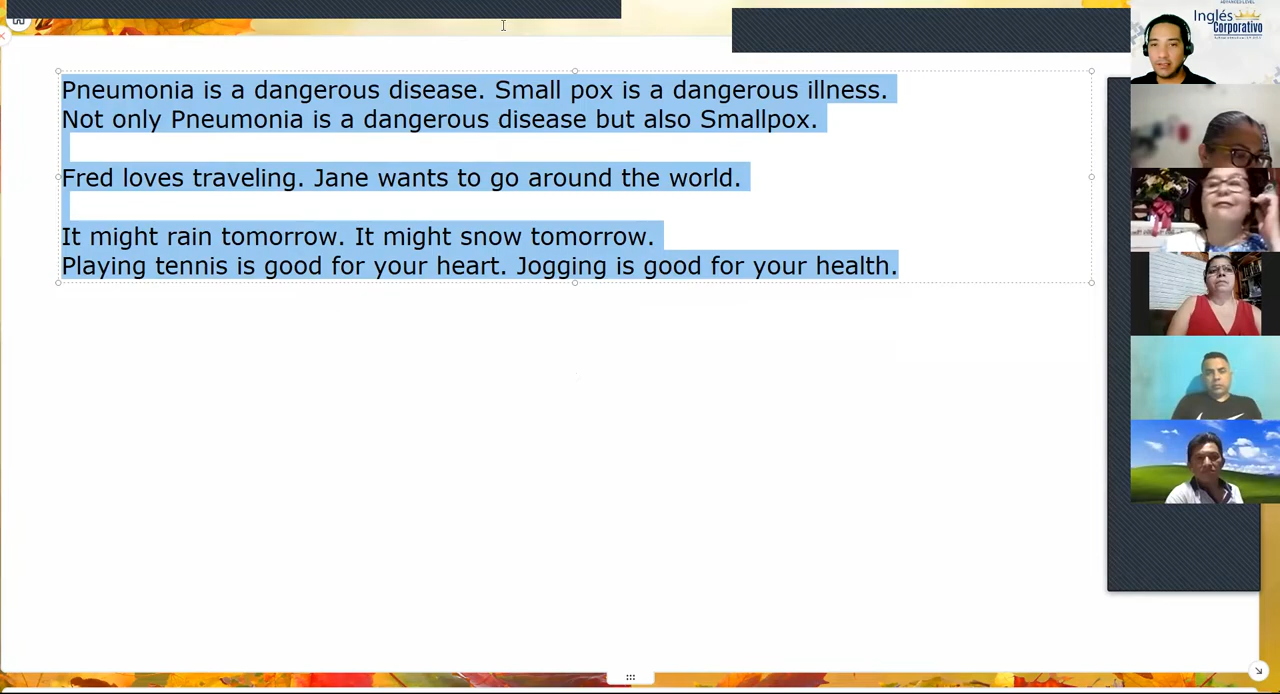 Pneumonia is a dangerous disease. Small pox is a dangerous illness.
Not only Pneumonia is a dangerous disease but also Smallpox.
Fred loves traveling. Jane wants to go around the world.
It might rain tomorrow. It might snow tomorrow.
Playing tennis is good for your heart. Jogging is good for your health.
ADVANCED LEVEL
Inglés
Corporativo